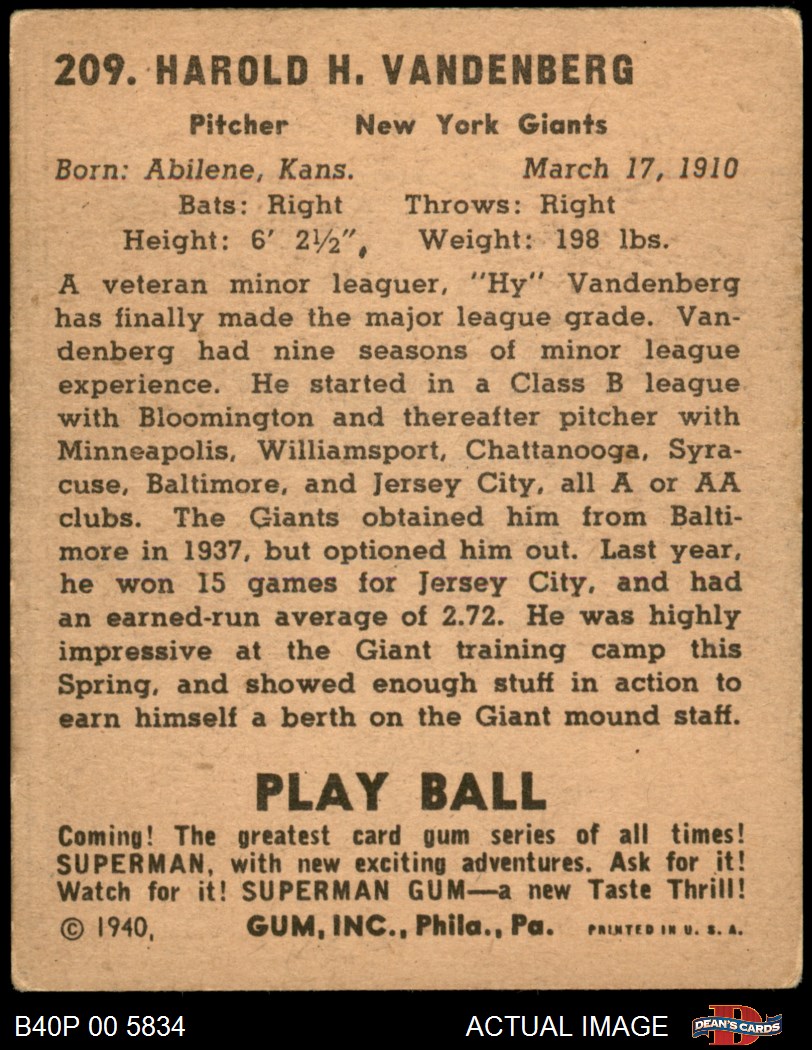 209. HAROLD H. VANDENBERG
Pitcher New York Giants
Born: Abilene, Kans. March 17, 1910
Bats: Right Throws: Right
Height: 6′ 2½″, Weight: 198 lbs.
A veteran minor leaguer, "Hy" Vandenberg
has finally made the major league grade. Van-
denberg had nine seasons of minor league
experience. He started in a Class B league
with Bloomington and thereafter pitcher with
Minneapolis, Williamsport, Chattanooga, Syra-
cuse, Baltimore, and Jersey City, all A or AA
clubs. The Giants obtained him from Balti-
more in 1937, but optioned him out. Last year,
he won 15 games for Jersey City, and had
an earned-run average of 2.72. He was highly
impressive at the Giant training camp this
Spring, and showed enough stuff in action to
earn himself a berth on the Giant mound staff.
PLAY BALL
Coming! The greatest card gum series of all times!
SUPERMAN, with new exciting adventures. Ask for it!
Watch for it! SUPERMAN GUM—a new Taste Thrill!
© 1940, GUM, INC., Phila., Pa. PRINTED IN U. S. A.
B40P 00 5834 ACTUAL IMAGE DEAN'S CARDS